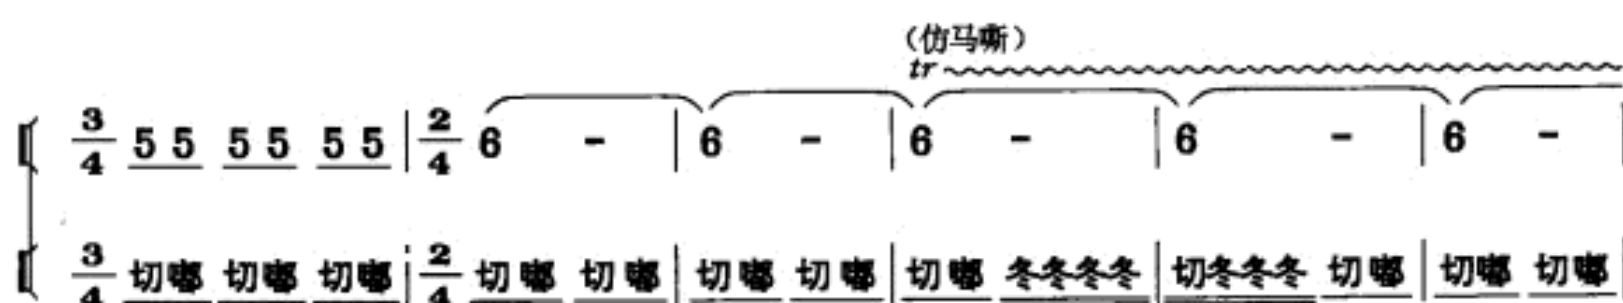 (仿马嘶)
tr
3/4 5 5 5 5 5 5 | 2/4 6 - | 6 - | 6 - | 6 - | 6 -
3/4 切嘟 切嘟 切嘟 | 2/4 切嘟 切嘟 | 切嘟 切嘟 | 切嘟 冬冬冬冬 | 切冬冬冬 切嘟 | 切嘟 切嘟